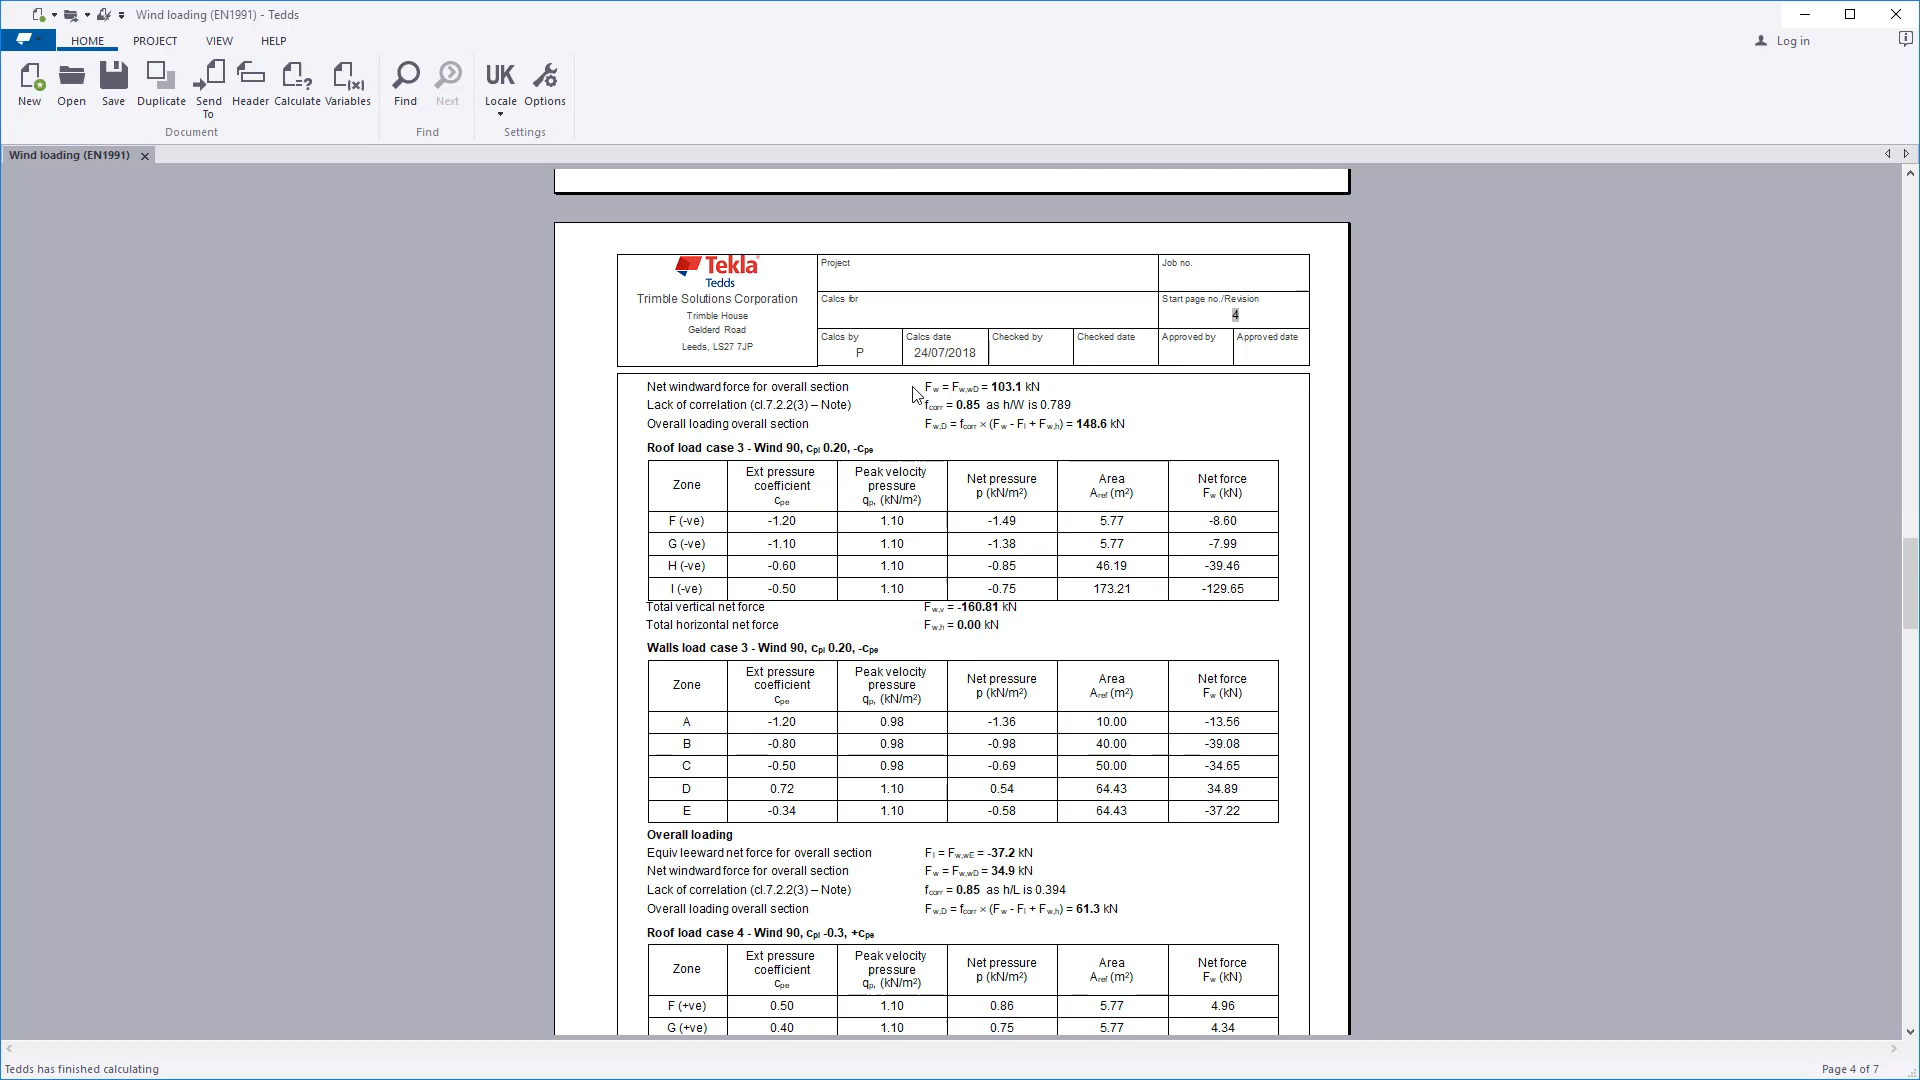 Wind loading (EN1991) - Tedds
HOME PROJECT VIEW HELP
Log in
New Open Save Duplicate Send To Header Calculate Variables Find Next UK Locale Options
Document Find Settings
Wind loading (EN1991)
Tekla
Tedds
Trimble Solutions Corporation
Trimble House
Gelderd Road
Leeds, LS27 7JP
Project
Job no.
Calcs for
Start page no./Revision
4
Calcs by
P
Calcs date
24/07/2018
Checked by
Checked date
Approved by
Approved date
Net windward force for overall section Fw = Fw,wD = 103.1 kN
Lack of correlation (cl.7.2.2(3) – Note) fcorr = 0.85 as h/W is 0.789
Overall loading overall section Fw,D = fcorr × (Fw - Fl + Fw,h) = 148.6 kN
Roof load case 3 - Wind 90, cpi 0.20, -cpe
Zone Ext pressure coefficient cpe Peak velocity pressure qp, (kN/m²) Net pressure p (kN/m²) Area Aref (m²) Net force Fw (kN)
F (-ve) -1.20 1.10 -1.49 5.77 -8.60
G (-ve) -1.10 1.10 -1.38 5.77 -7.99
H (-ve) -0.60 1.10 -0.85 46.19 -39.46
I (-ve) -0.50 1.10 -0.75 173.21 -129.65
Total vertical net force Fw,v = -160.81 kN
Total horizontal net force Fw,h = 0.00 kN
Walls load case 3 - Wind 90, cpi 0.20, -cpe
Zone Ext pressure coefficient cpe Peak velocity pressure qp, (kN/m²) Net pressure p (kN/m²) Area Aref (m²) Net force Fw (kN)
A -1.20 0.98 -1.36 10.00 -13.56
B -0.80 0.98 -0.98 40.00 -39.08
C -0.50 0.98 -0.69 50.00 -34.65
D 0.72 1.10 0.54 64.43 34.89
E -0.34 1.10 -0.58 64.43 -37.22
Overall loading
Equiv leeward net force for overall section Fl = Fw,wE = -37.2 kN
Net windward force for overall section Fw = Fw,wD = 34.9 kN
Lack of correlation (cl.7.2.2(3) – Note) fcorr = 0.85 as h/L is 0.394
Overall loading overall section Fw,D = fcorr × (Fw - Fl + Fw,h) = 61.3 kN
Roof load case 4 - Wind 90, cpi -0.3, +cpe
Zone Ext pressure coefficient cpe Peak velocity pressure qp, (kN/m²) Net pressure p (kN/m²) Area Aref (m²) Net force Fw (kN)
F (+ve) 0.50 1.10 0.86 5.77 4.96
G (+ve) 0.40 1.10 0.75 5.77 4.34
Tedds has finished calculating
Page 4 of 7